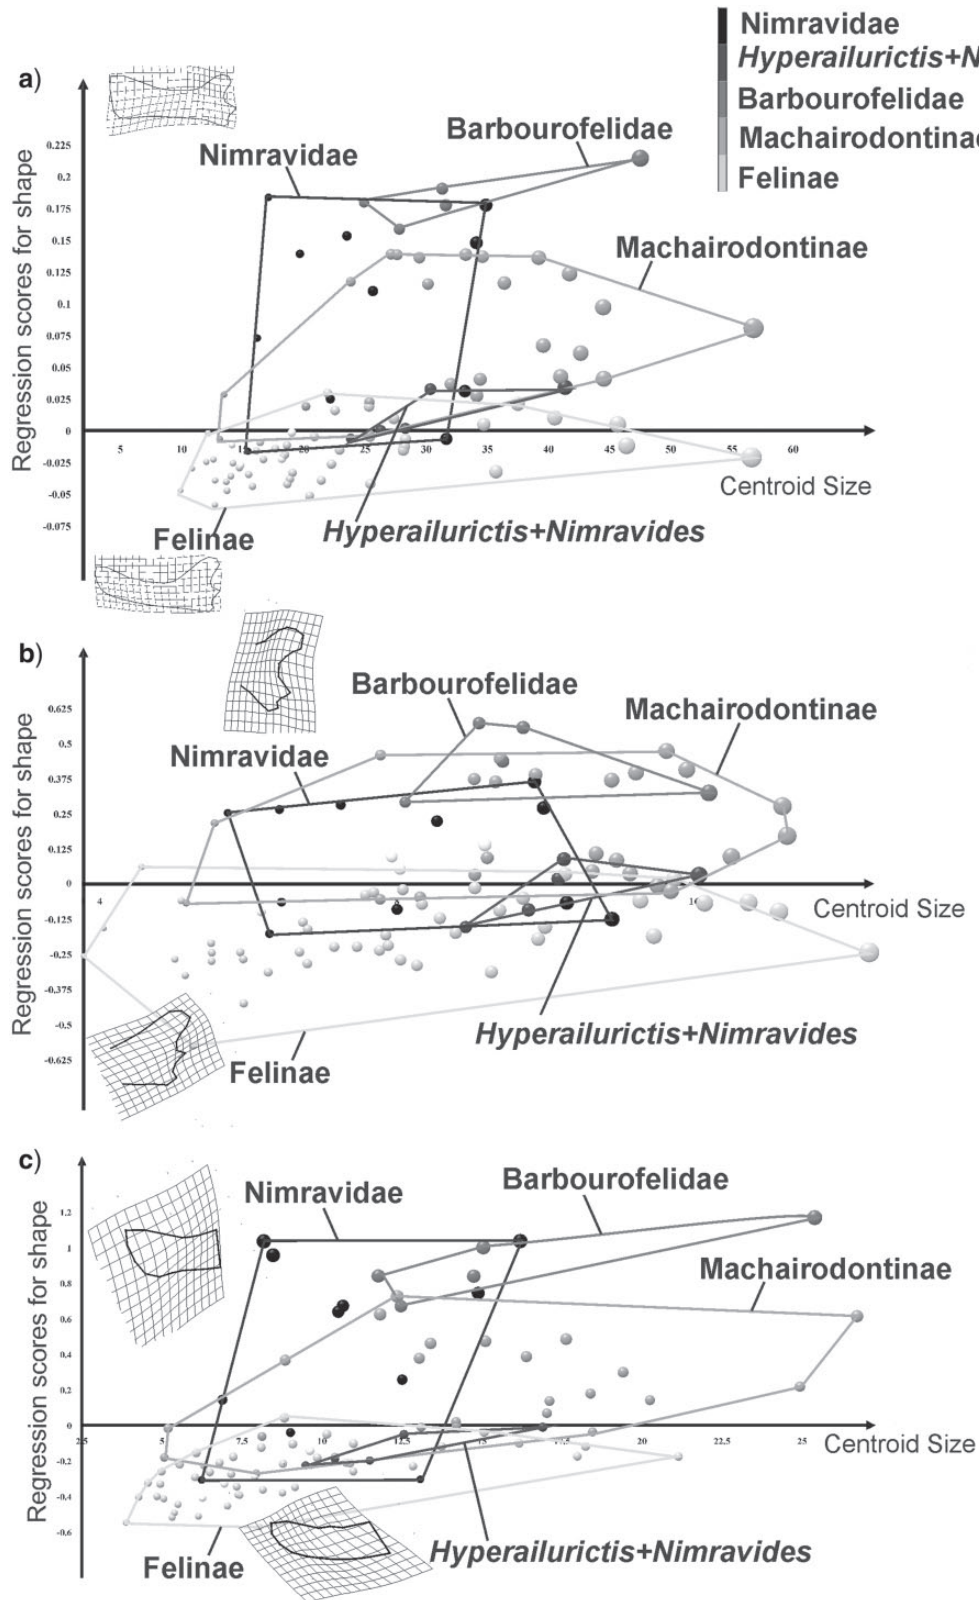 Nimravidae
Hyperailurictis+N
Barbourofelidae
Machairodontinae
Felinae
a)
Regression scores for shape
0.225
0.2
0.175
0.15
0.125
0.1
0.075
0.05
0.025
0
-0.025
-0.05
-0.075
5 10 15 20 25 30 35 40 45 50 55 60
Centroid Size
Barbourofelidae
Nimravidae
Machairodontinae
Felinae
Hyperailurictis+Nimravides
b)
Regression scores for shape
0.625
0.5
0.375
0.25
0.125
0
-0.125
-0.25
-0.375
-0.5
-0.625
4
Centroid Size
Barbourofelidae
Machairodontinae
Nimravidae
Hyperailurictis+Nimravides
Felinae
c)
Regression scores for shape
1.2
1
0.8
0.6
0.4
0.2
0
-0.2
-0.4
-0.6
2.5 5 7.5 10 12.5 20 25
Centroid Size
Nimravidae
Barbourofelidae
Machairodontinae
Felinae
Hyperailurictis+Nimravides